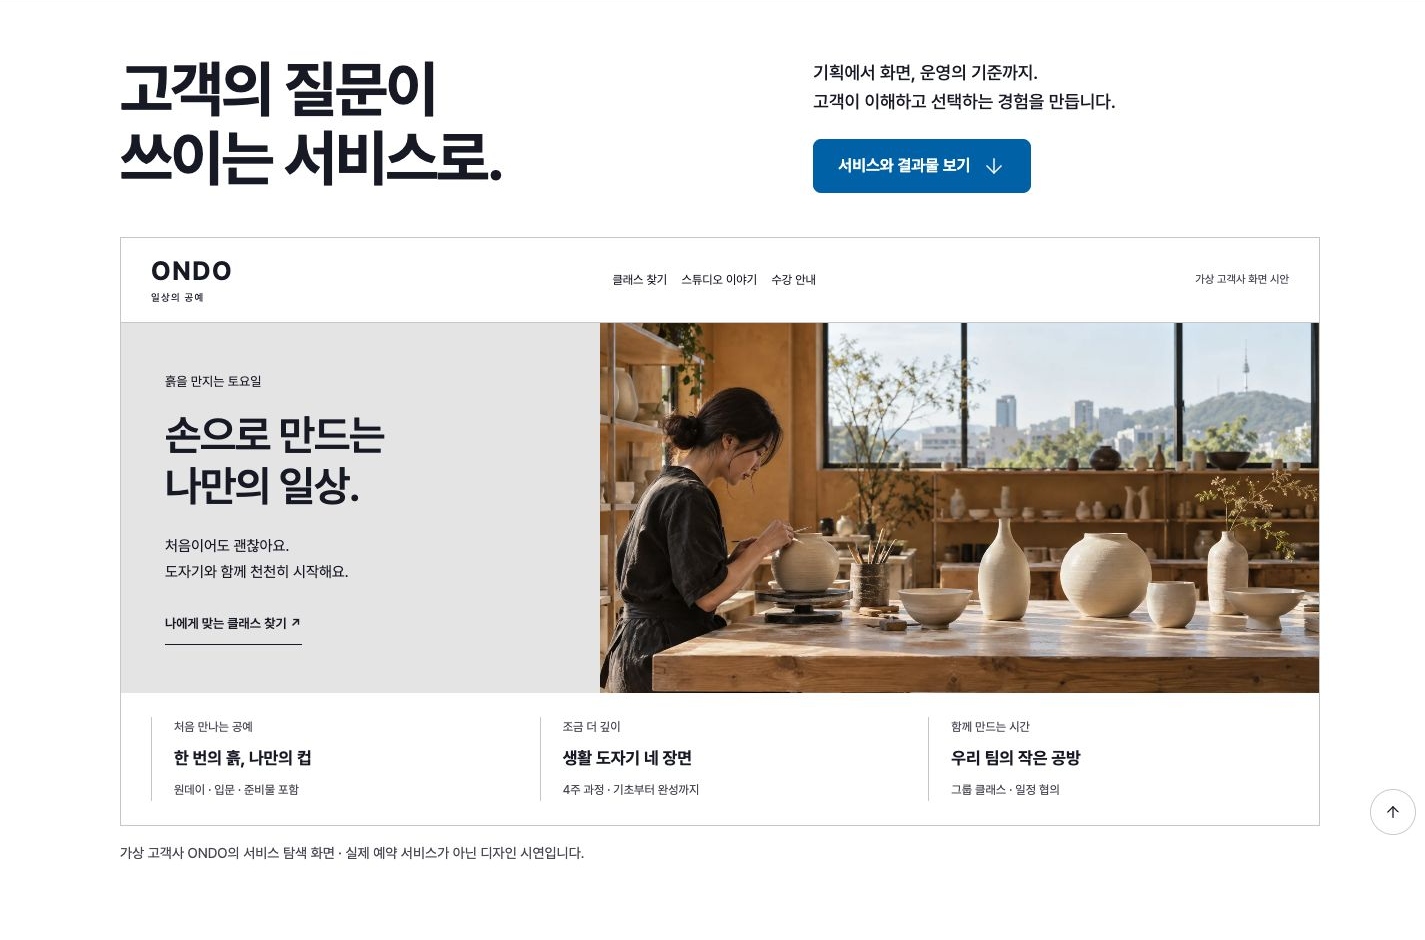 고객의 질문이
쓰이는 서비스로.
기획에서 화면, 운영의 기준까지.
고객이 이해하고 선택하는 경험을 만듭니다.
서비스와 결과물 보기 ↓
ONDO
일상의 공예
클래스 찾기 스튜디오 이야기 수강 안내
가상 고객사 화면 시안
흙을 만지는 토요일
손으로 만드는
나만의 일상.
처음이어도 괜찮아요.
도자기와 함께 천천히 시작해요.
나에게 맞는 클래스 찾기 ↗
처음 만나는 공예
한 번의 흙, 나만의 컵
원데이 · 입문 · 준비물 포함
조금 더 깊이
생활 도자기 네 장면
4주 과정 · 기초부터 완성까지
함께 만드는 시간
우리 팀의 작은 공방
그룹 클래스 · 일정 협의
가상 고객사 ONDO의 서비스 탐색 화면 · 실제 예약 서비스가 아닌 디자인 시연입니다.